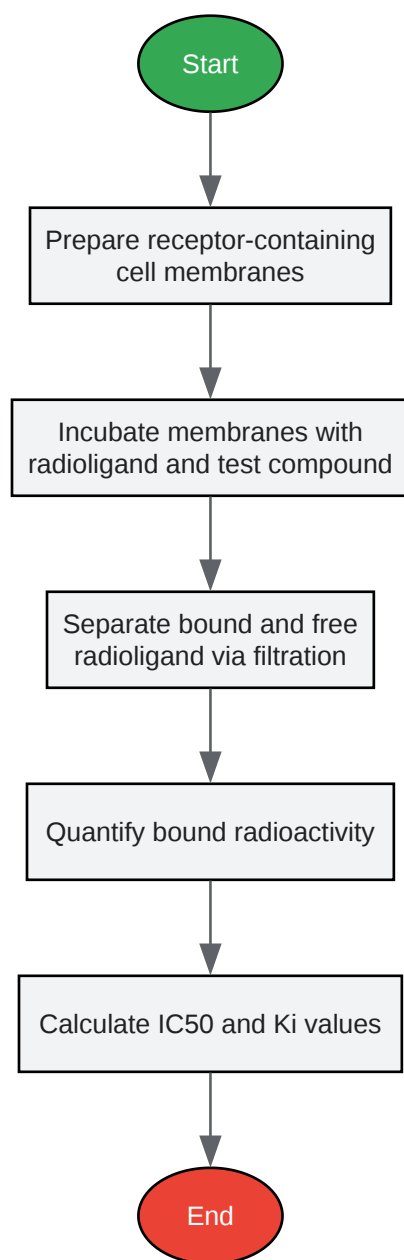 Start
Prepare receptor-containing
cell membranes
Incubate membranes with
radioligand and test compound
Separate bound and free
radioligand via filtration
Quantify bound radioactivity
Calculate IC50 and Ki values
End